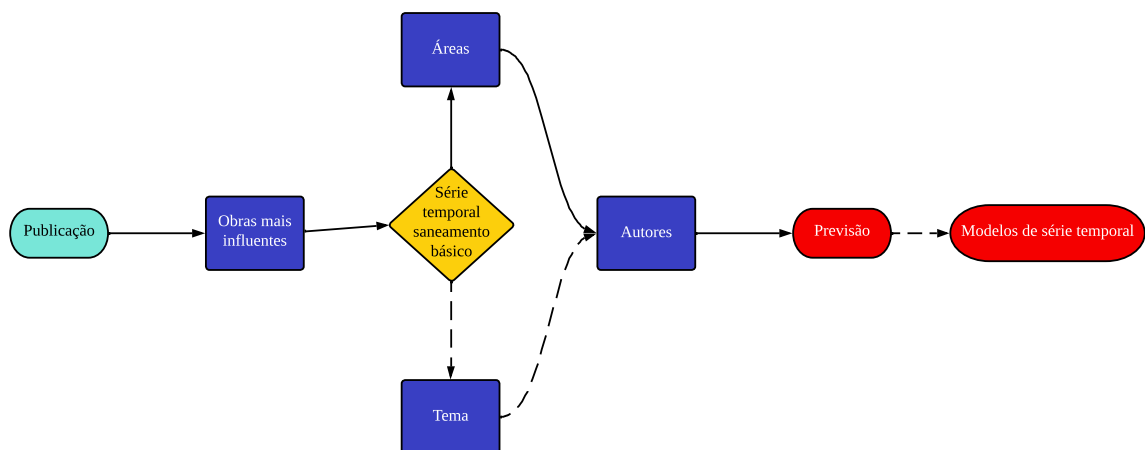 Áreas
Publicação
Obras mais
influentes
Série
temporal
saneamento
básico
Autores
Previsão
Modelos de série temporal
Tema